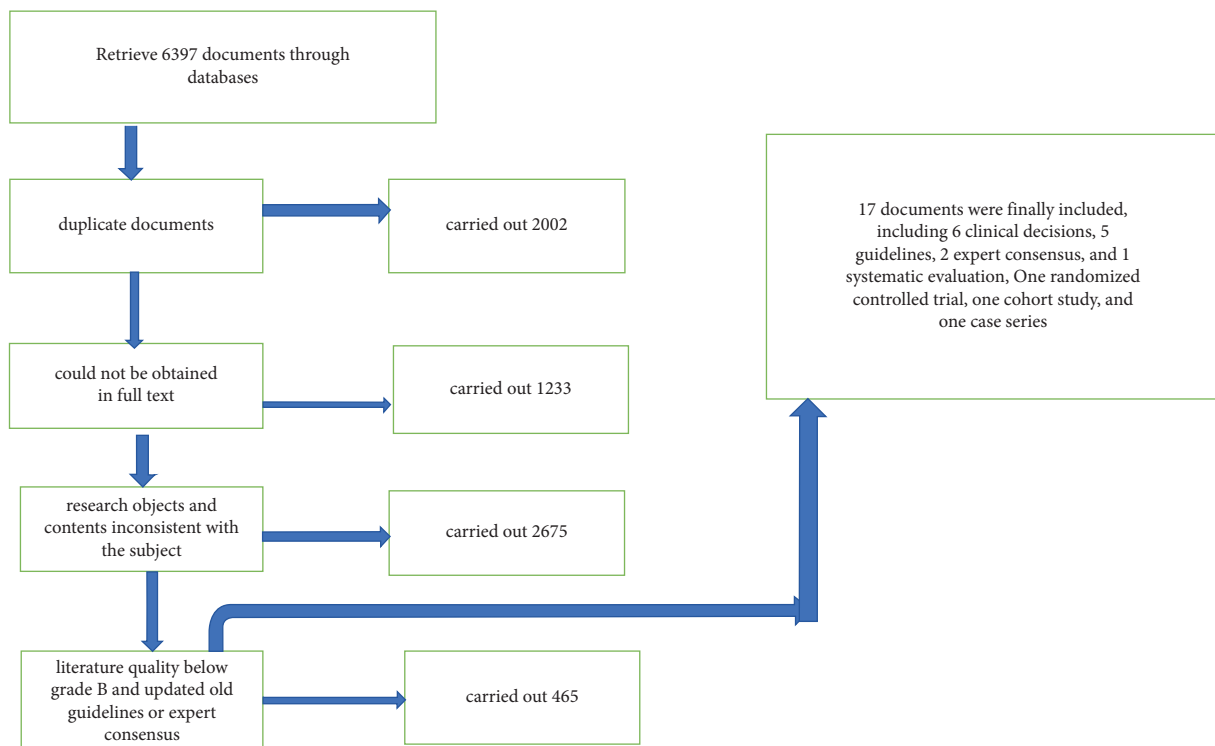 Retrieve 6397 documents through
databases
duplicate documents
carried out 2002
could not be obtained
in full text
carried out 1233
research objects and
contents inconsistent with
the subject
carried out 2675
literature quality below
grade B and updated old
guidelines or expert
consensus
carried out 465
17 documents were finally included,
including 6 clinical decisions, 5
guidelines, 2 expert consensus, and 1
systematic evaluation, One randomized
controlled trial, one cohort study, and
one case series